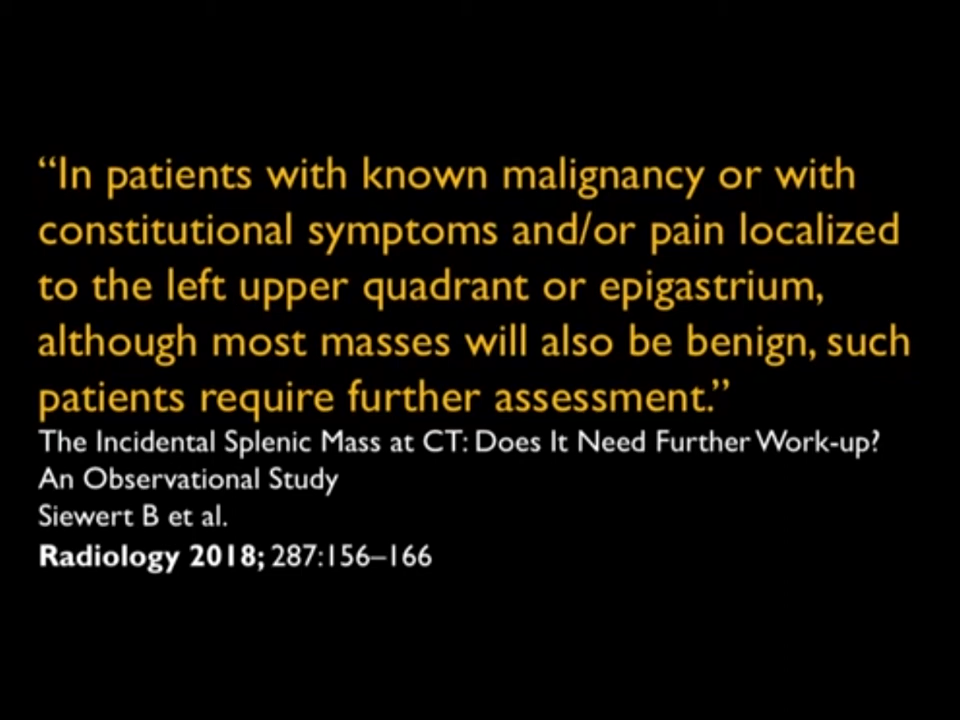 “In patients with known malignancy or with
constitutional symptoms and/or pain localized
to the left upper quadrant or epigastrium,
although most masses will also be benign, such
patients require further assessment.”
The Incidental Splenic Mass at CT: Does It Need Further Work-up?
An Observational Study
Siewert B et al.
Radiology 2018; 287:156–166